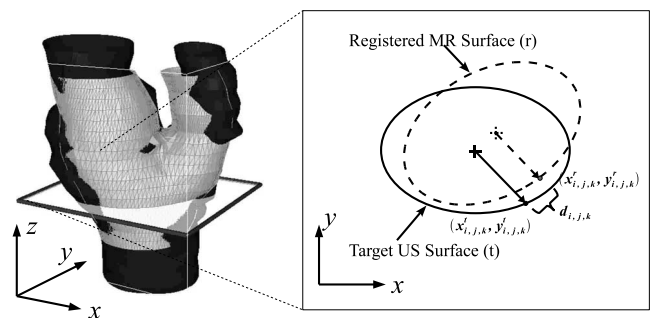 Registered MR Surface (r)
(x^r_{i,j,k}, y^r_{i,j,k})
d_{i,j,k}
(x^t_{i,j,k}, y^t_{i,j,k})
Target US Surface (t)
y
x
z
y
x